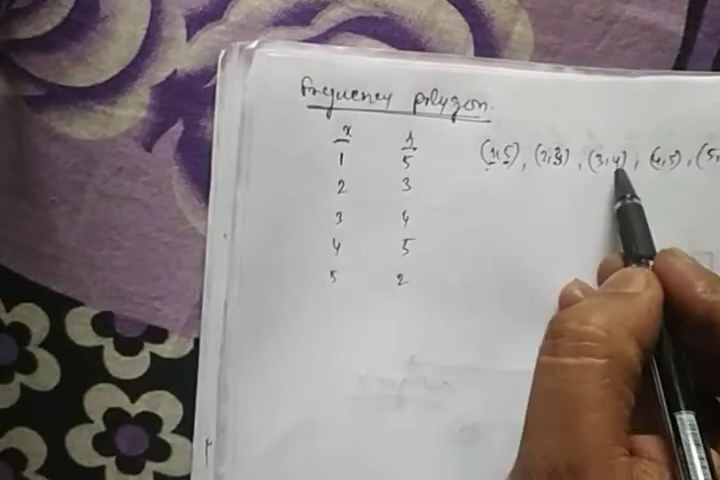 frequency polygon.
x f
1 5 (1,5), (2,3), (3,4), (4,5), (5,
2 3
3 4
4 5
5 2